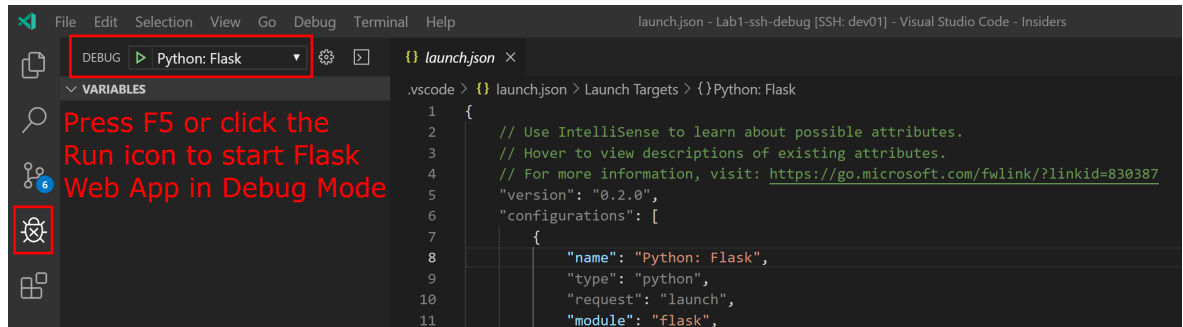 File Edit Selection View Go Debug Terminal Help
launch.json - Lab1-ssh-debug [SSH: dev01] - Visual Studio Code - Insiders
DEBUG Python: Flask
{} launch.json ×
VARIABLES
.vscode > {} launch.json > Launch Targets > {} Python: Flask
Press F5 or click the
Run icon to start Flask
Web App in Debug Mode
6
1 {
2 // Use IntelliSense to learn about possible attributes.
3 // Hover to view descriptions of existing attributes.
4 // For more information, visit: https://go.microsoft.com/fwlink/?linkid=830387
5 "version": "0.2.0",
6 "configurations": [
7 {
8 "name": "Python: Flask",
9 "type": "python",
10 "request": "launch",
11 "module": "flask",